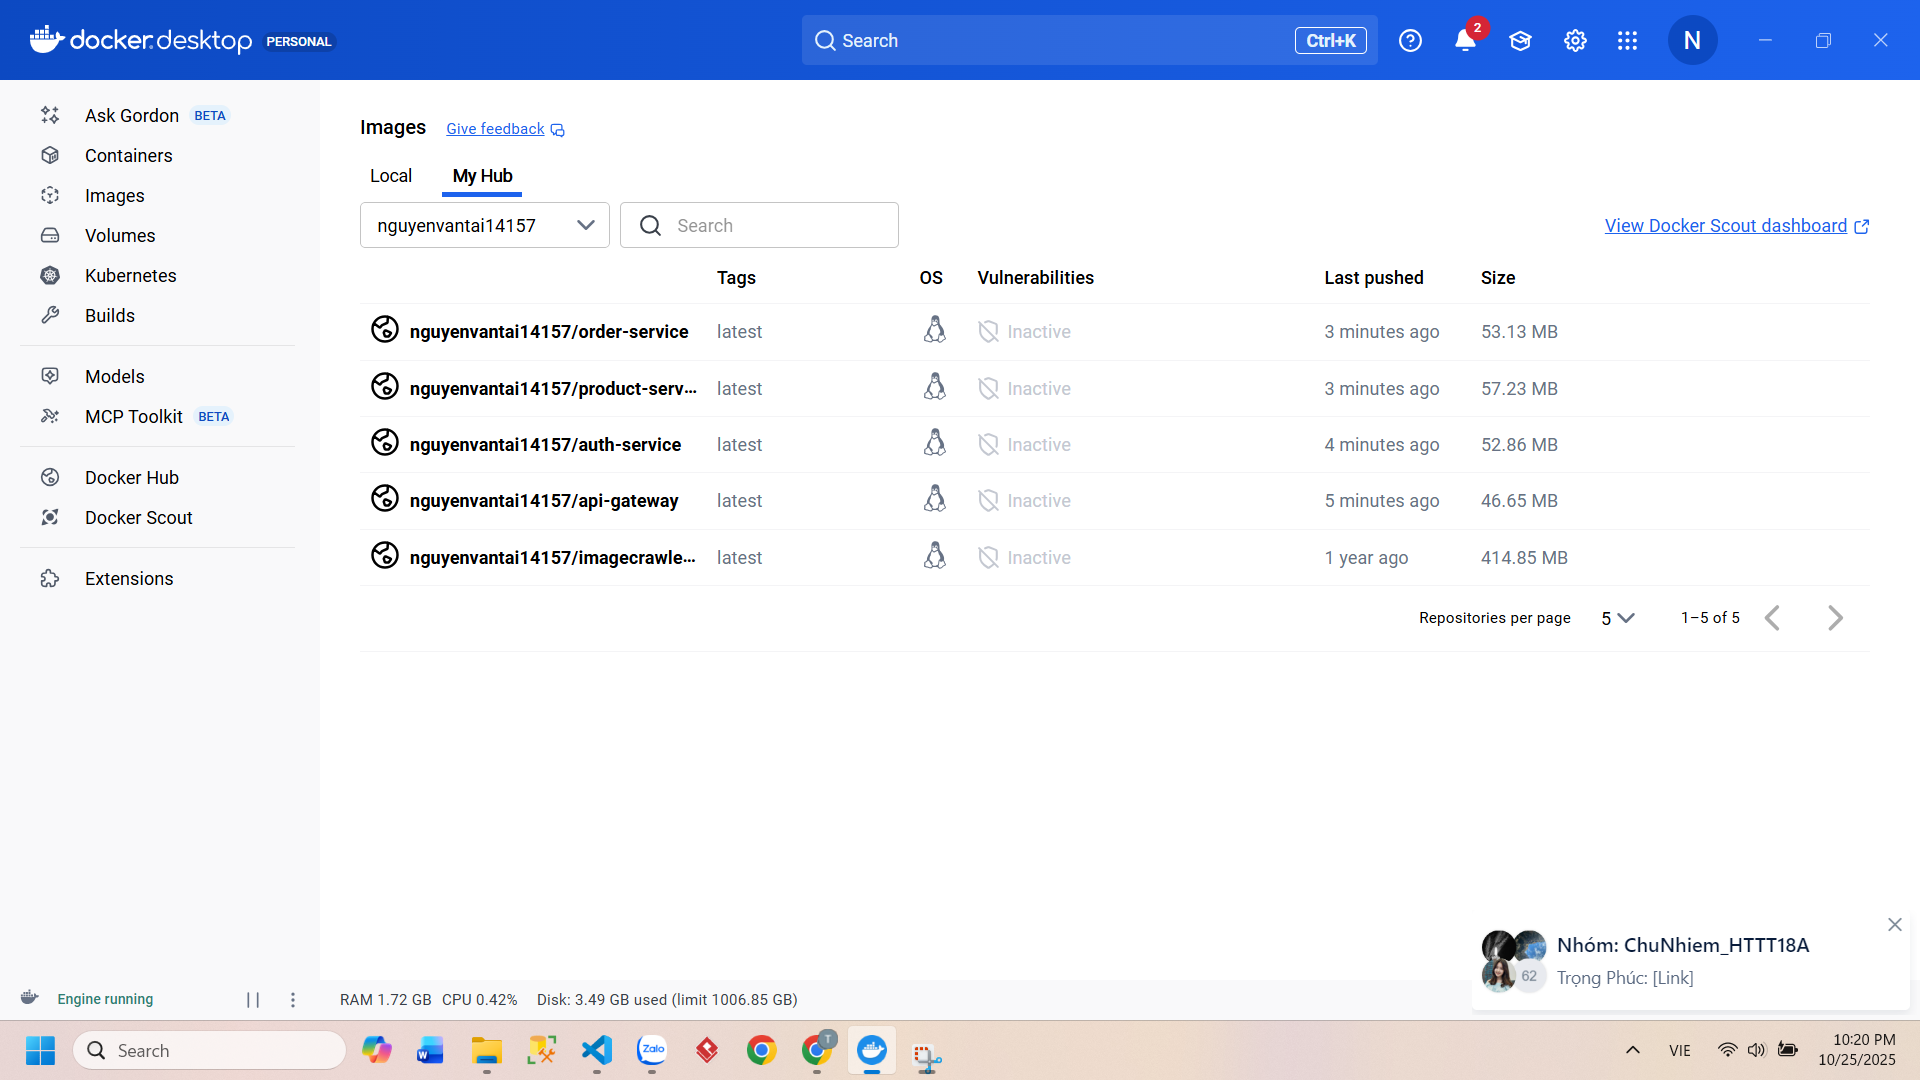 docker.desktop PERSONAL
Search Ctrl+K
2
N
Ask Gordon BETA
Containers
Images
Volumes
Kubernetes
Builds
Models
MCP Toolkit BETA
Docker Hub
Docker Scout
Extensions
Images Give feedback
Local My Hub
nguyenvantai14157 Search View Docker Scout dashboard
Tags OS Vulnerabilities Last pushed Size
nguyenvantai14157/order-service latest Inactive 3 minutes ago 53.13 MB
nguyenvantai14157/product-serv... latest Inactive 3 minutes ago 57.23 MB
nguyenvantai14157/auth-service latest Inactive 4 minutes ago 52.86 MB
nguyenvantai14157/api-gateway latest Inactive 5 minutes ago 46.65 MB
nguyenvantai14157/imagecrawle... latest Inactive 1 year ago 414.85 MB
Repositories per page 5 1–5 of 5
Nhóm: ChuNhiem_HTTT18A
62 Trọng Phúc: [Link]
Engine running RAM 1.72 GB CPU 0.42% Disk: 3.49 GB used (limit 1006.85 GB)
Search W Zalo T VIE
10:20 PM
10/25/2025